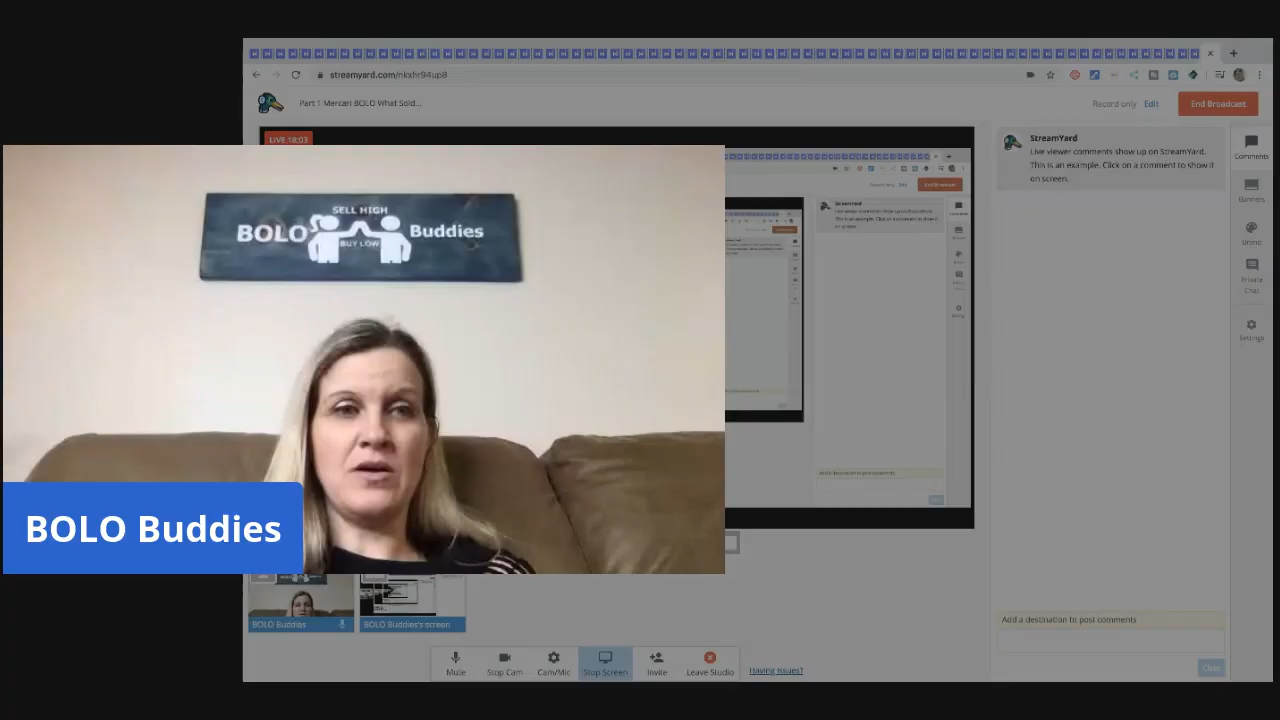 streamyard.com/nkxhr94up8
Part 1 Mercari BOLO What Sold...
Record only
Edit
End Broadcast
LIVE 18:03
StreamYard
Live viewer comments show up on StreamYard.
This is an example. Click on a comment to show it
on screen.
Comments
Banners
Brand
Private
Chat
Settings
SELL HIGH
BOLO
Buddies
BUY LOW
BOLO Buddies
BOLO Buddies
BOLO Buddies's screen
Add a destination to post comments
Chat
Mute
Stop Cam
Cam/Mic
Stop Screen
Invite
Leave Studio
Having issues?